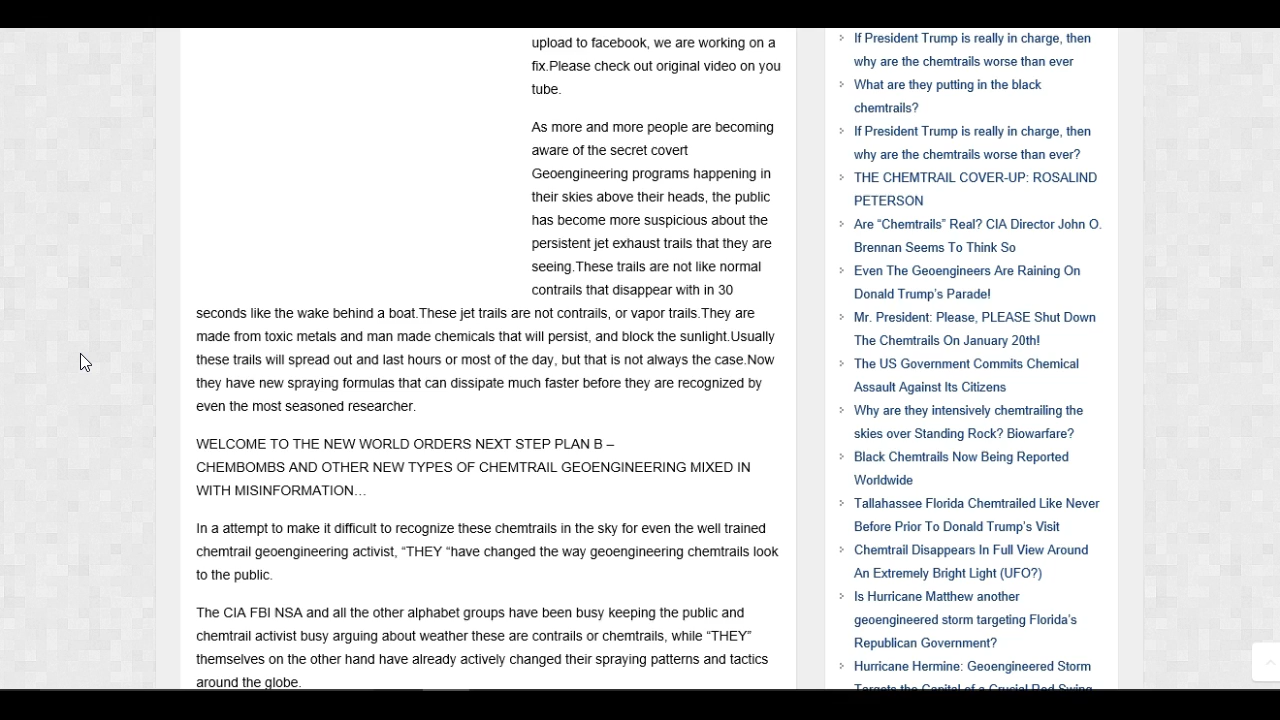 upload to facebook, we are working on a
fix.Please check out original video on you
tube.
As more and more people are becoming
aware of the secret covert
Geoengineering programs happening in
their skies above their heads, the public
has become more suspicious about the
persistent jet exhaust trails that they are
seeing.These trails are not like normal
contrails that disappear with in 30
seconds like the wake behind a boat.These jet trails are not contrails, or vapor trails.They are
made from toxic metals and man made chemicals that will persist, and block the sunlight.Usually
these trails will spread out and last hours or most of the day, but that is not always the case.Now
they have new spraying formulas that can dissipate much faster before they are recognized by
even the most seasoned researcher.
WELCOME TO THE NEW WORLD ORDERS NEXT STEP PLAN B –
CHEMBOMBS AND OTHER NEW TYPES OF CHEMTRAIL GEOENGINEERING MIXED IN
WITH MISINFORMATION…
In a attempt to make it difficult to recognize these chemtrails in the sky for even the well trained
chemtrail geoengineering activist, “THEY “have changed the way geoengineering chemtrails look
to the public.
The CIA FBI NSA and all the other alphabet groups have been busy keeping the public and
chemtrail activist busy arguing about weather these are contrails or chemtrails, while “THEY”
themselves on the other hand have already actively changed their spraying patterns and tactics
around the globe.
If President Trump is really in charge, then
why are the chemtrails worse than ever
What are they putting in the black
chemtrails?
If President Trump is really in charge, then
why are the chemtrails worse than ever?
THE CHEMTRAIL COVER-UP: ROSALIND
PETERSON
Are “Chemtrails” Real? CIA Director John O.
Brennan Seems To Think So
Even The Geoengineers Are Raining On
Donald Trump’s Parade!
Mr. President: Please, PLEASE Shut Down
The Chemtrails On January 20th!
The US Government Commits Chemical
Assault Against Its Citizens
Why are they intensively chemtrailing the
skies over Standing Rock? Biowarfare?
Black Chemtrails Now Being Reported
Worldwide
Tallahassee Florida Chemtrailed Like Never
Before Prior To Donald Trump’s Visit
Chemtrail Disappears In Full View Around
An Extremely Bright Light (UFO?)
Is Hurricane Matthew another
geoengineered storm targeting Florida’s
Republican Government?
Hurricane Hermine: Geoengineered Storm
Targets the Capital of a Crucial Red Swing